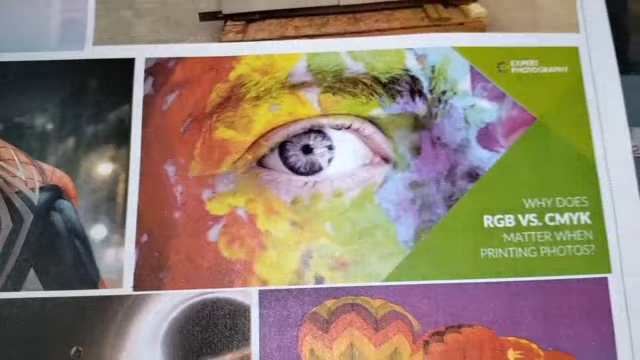 EXPERT
PHOTOGRAPHY
WHY DOES
RGB VS. CMYK
MATTER WHEN
PRINTING PHOTOS?